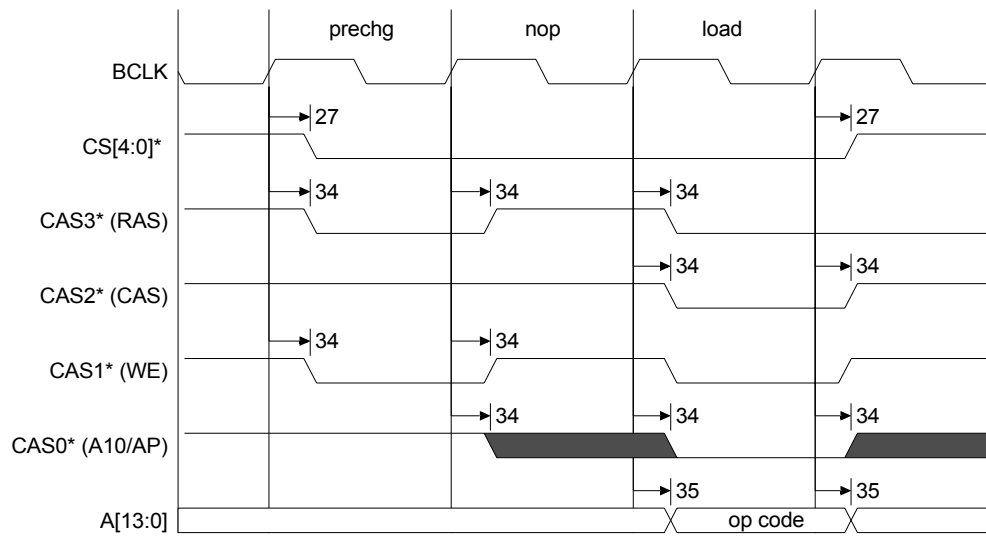 prechg nop load
BCLK
27 27
CS[4:0]*
34 34 34
CAS3* (RAS)
34 34
CAS2* (CAS)
34 34
CAS1* (WE)
34 34 34
CAS0* (A10/AP)
35 35
A[13:0] op code